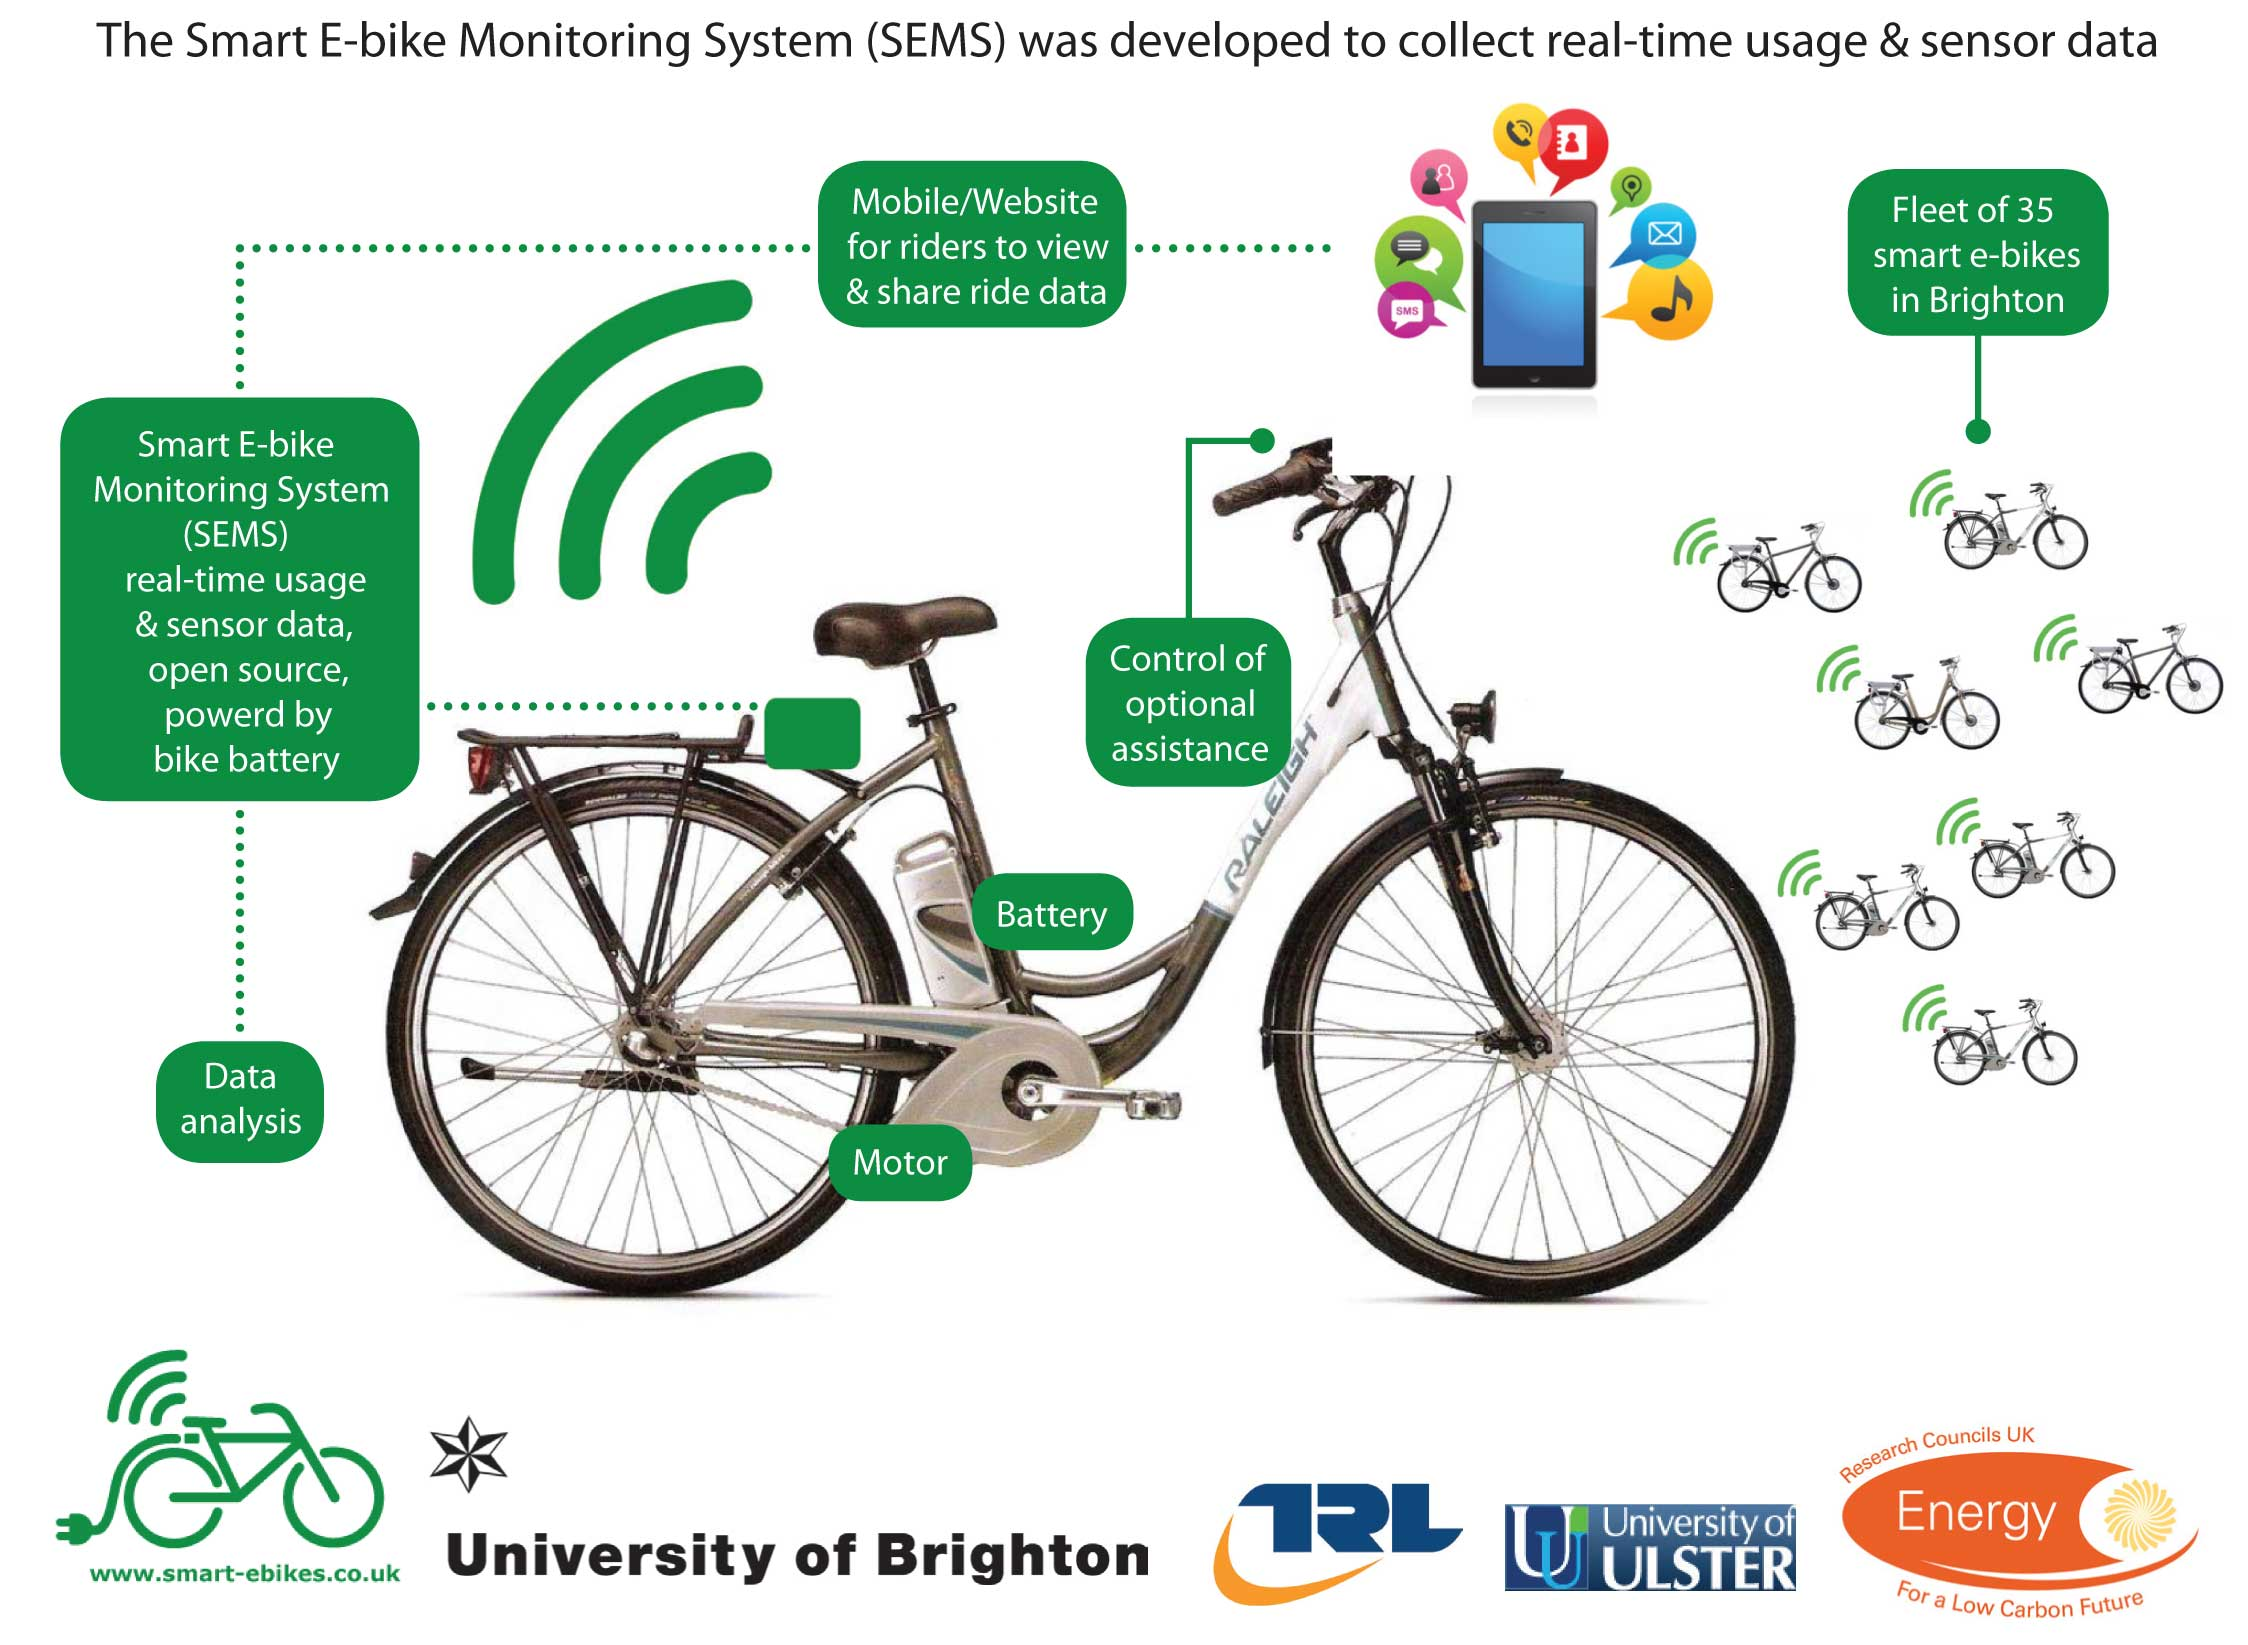 The Smart E-bike Monitoring System (SEMS) was developed to collect real-time usage & sensor data
Mobile/Website
for riders to view
& share ride data
SMS
Fleet of 35
smart e-bikes
in Brighton
Smart E-bike
Monitoring System
(SEMS)
real-time usage
& sensor data,
open source,
powerd by
bike battery
Control of
optional
assistance
RALEIGH
Battery
Data
analysis
Motor
www.smart-ebikes.co.uk
University of Brighton
TRL
University of
ULSTER
Research Councils UK
Energy
For a Low Carbon Future